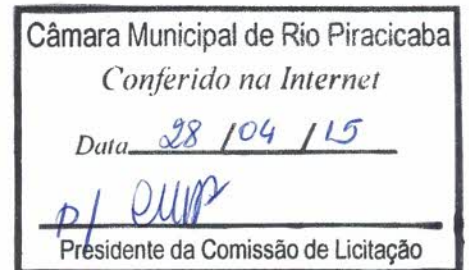 Câmara Municipal de Rio Piracicaba
Conferido na Internet
Data 28 / 04 / 15
p/
Presidente da Comissão de Licitação